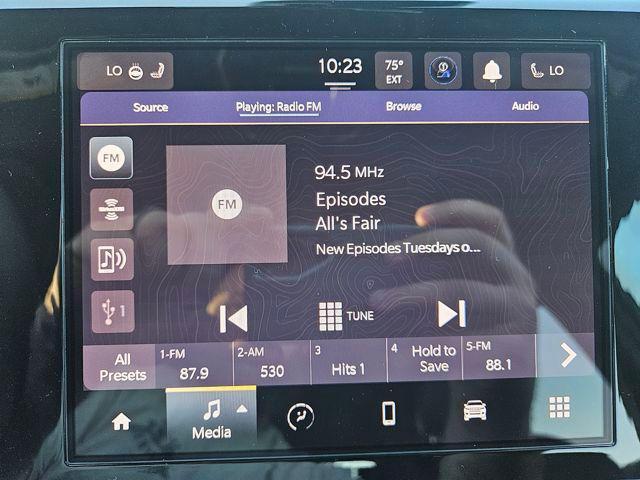 LO
10:23
75°
EXT
LO
Source
Playing: Radio FM
Browse
Audio
FM
FM
SiriusXM
1
94.5 MHz
Episodes
All's Fair
New Episodes Tuesdays o...
TUNE
All
Presets
1-FM
87.9
2-AM
530
3
Hits 1
4
Hold to
Save
5-FM
88.1
Media